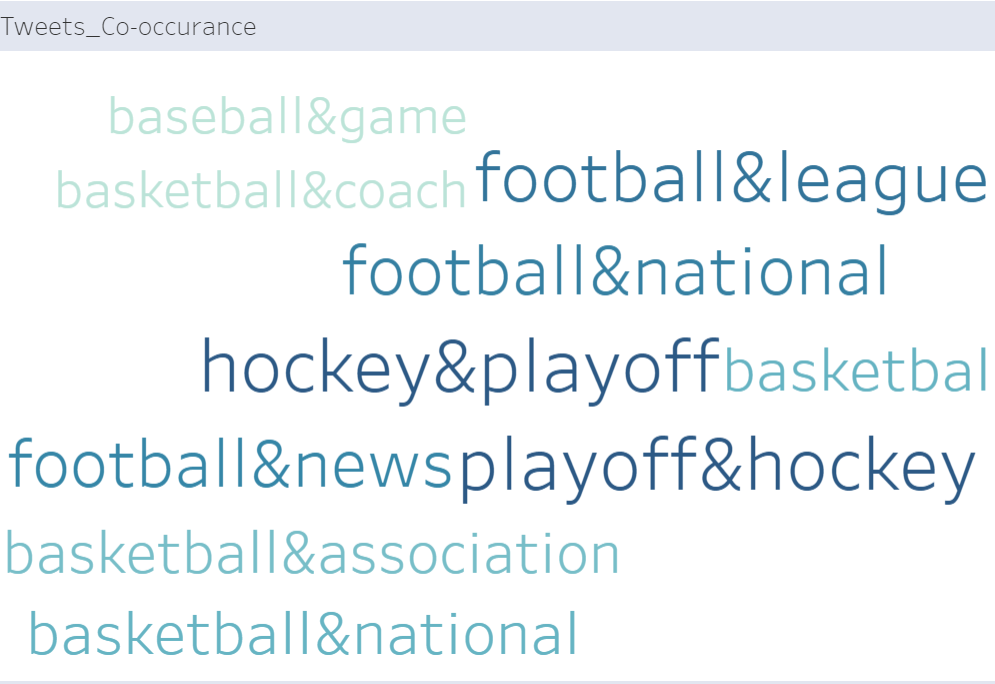 Tweets_Co-occurance
baseball&game
basketball&coach
football&league
football&national
hockey&playoff
basketbal
football&news
playoff&hockey
basketball&association
basketball&national